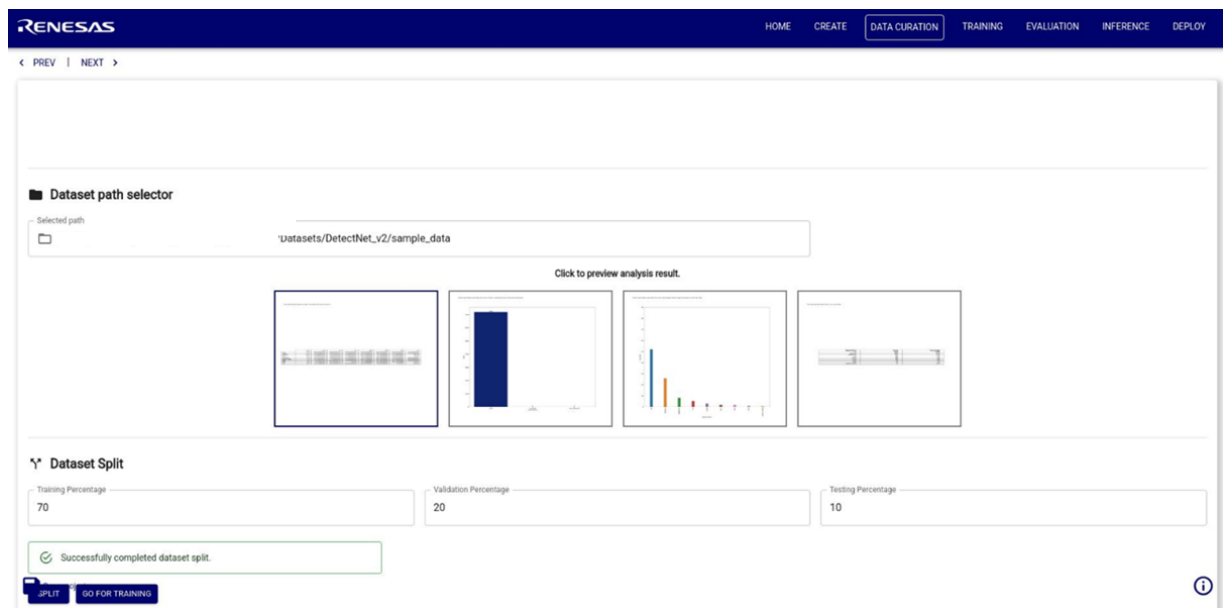 RENESAS
HOME CREATE DATA CURATION TRAINING EVALUATION INFERENCE DEPLOY
PREV | NEXT
Dataset path selector
Selected path
/Datasets/DetectNet_v2/sample_data
Click to preview analysis result.
Dataset Split
Training Percentage Validation Percentage Testing Percentage
70 20 10
Successfully completed dataset split.
SPLIT GO FOR TRAINING